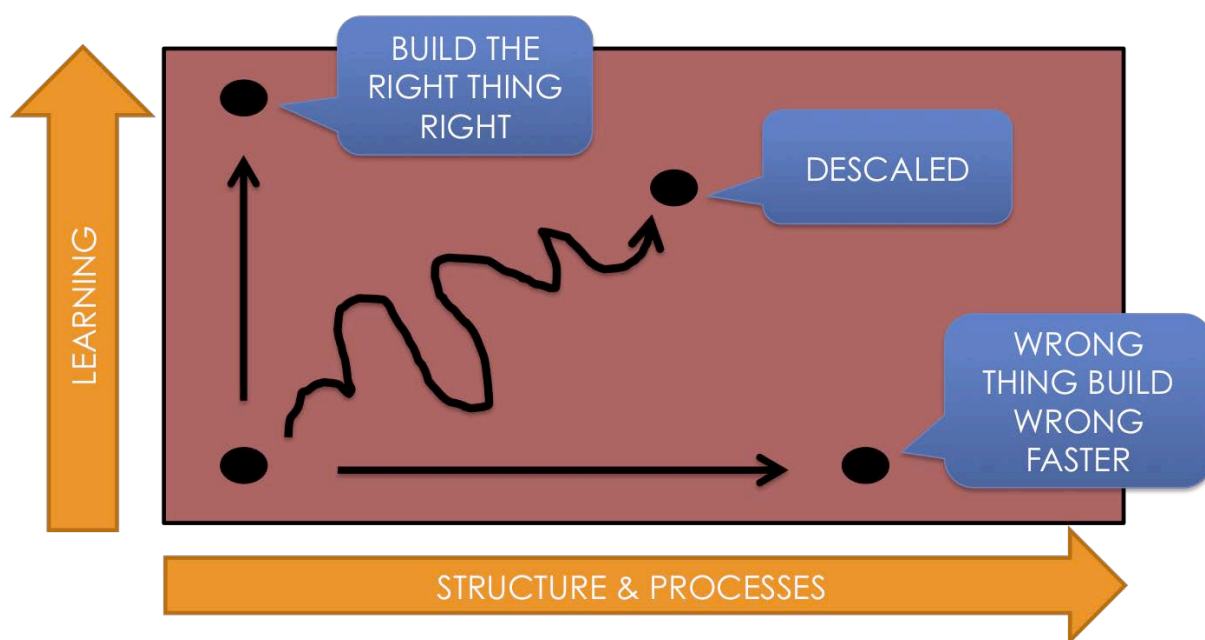 BUILD THE
RIGHT THING
RIGHT
DESCALED
LEARNING
WRONG
THING BUILD
WRONG
FASTER
STRUCTURE & PROCESSES